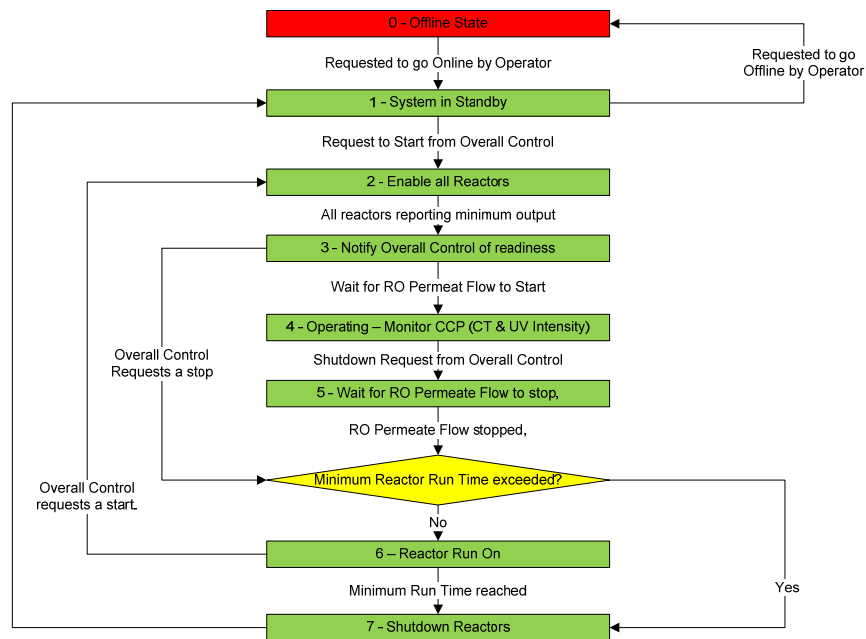 0 - Offline State
Requested to go Online by Operator
Requested to go
Offline by Operator
1 - System in Standby
Request to Start from Overall Control
2 - Enable all Reactors
All reactors reporting minimum output
3 - Notify Overall Control of readiness
Wait for RO Permeat Flow to Start
4 - Operating – Monitor CCP (CT & UV Intensity)
Overall Control
Requests a stop
Shutdown Request from Overall Control
5 - Wait for RO Permeate Flow to stop,
RO Permeate Flow stopped,
Minimum Reactor Run Time exceeded?
Overall Control
requests a start.
No
6 – Reactor Run On
Minimum Run Time reached
Yes
7 - Shutdown Reactors